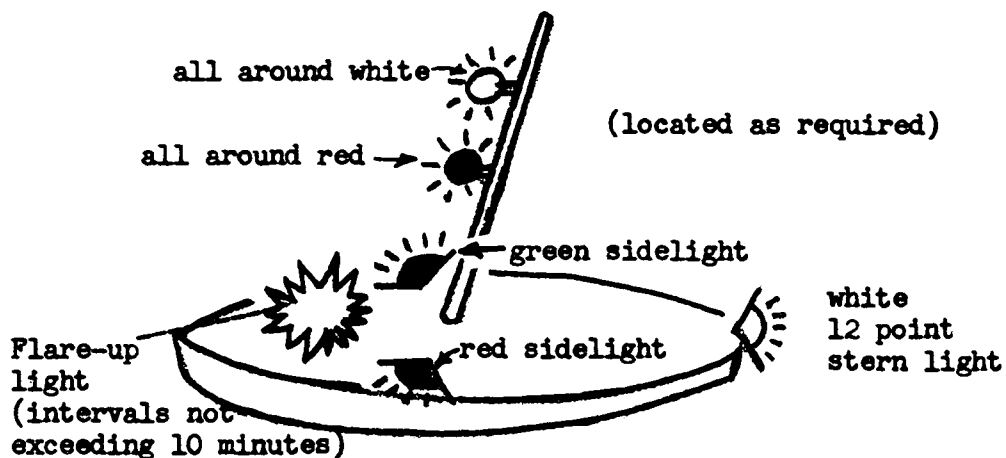 all around white
(located as required)
all around red
green sidelight
white
12 point
stern light
red sidelight
Flare-up
light
(intervals not
exceeding 10 minutes)